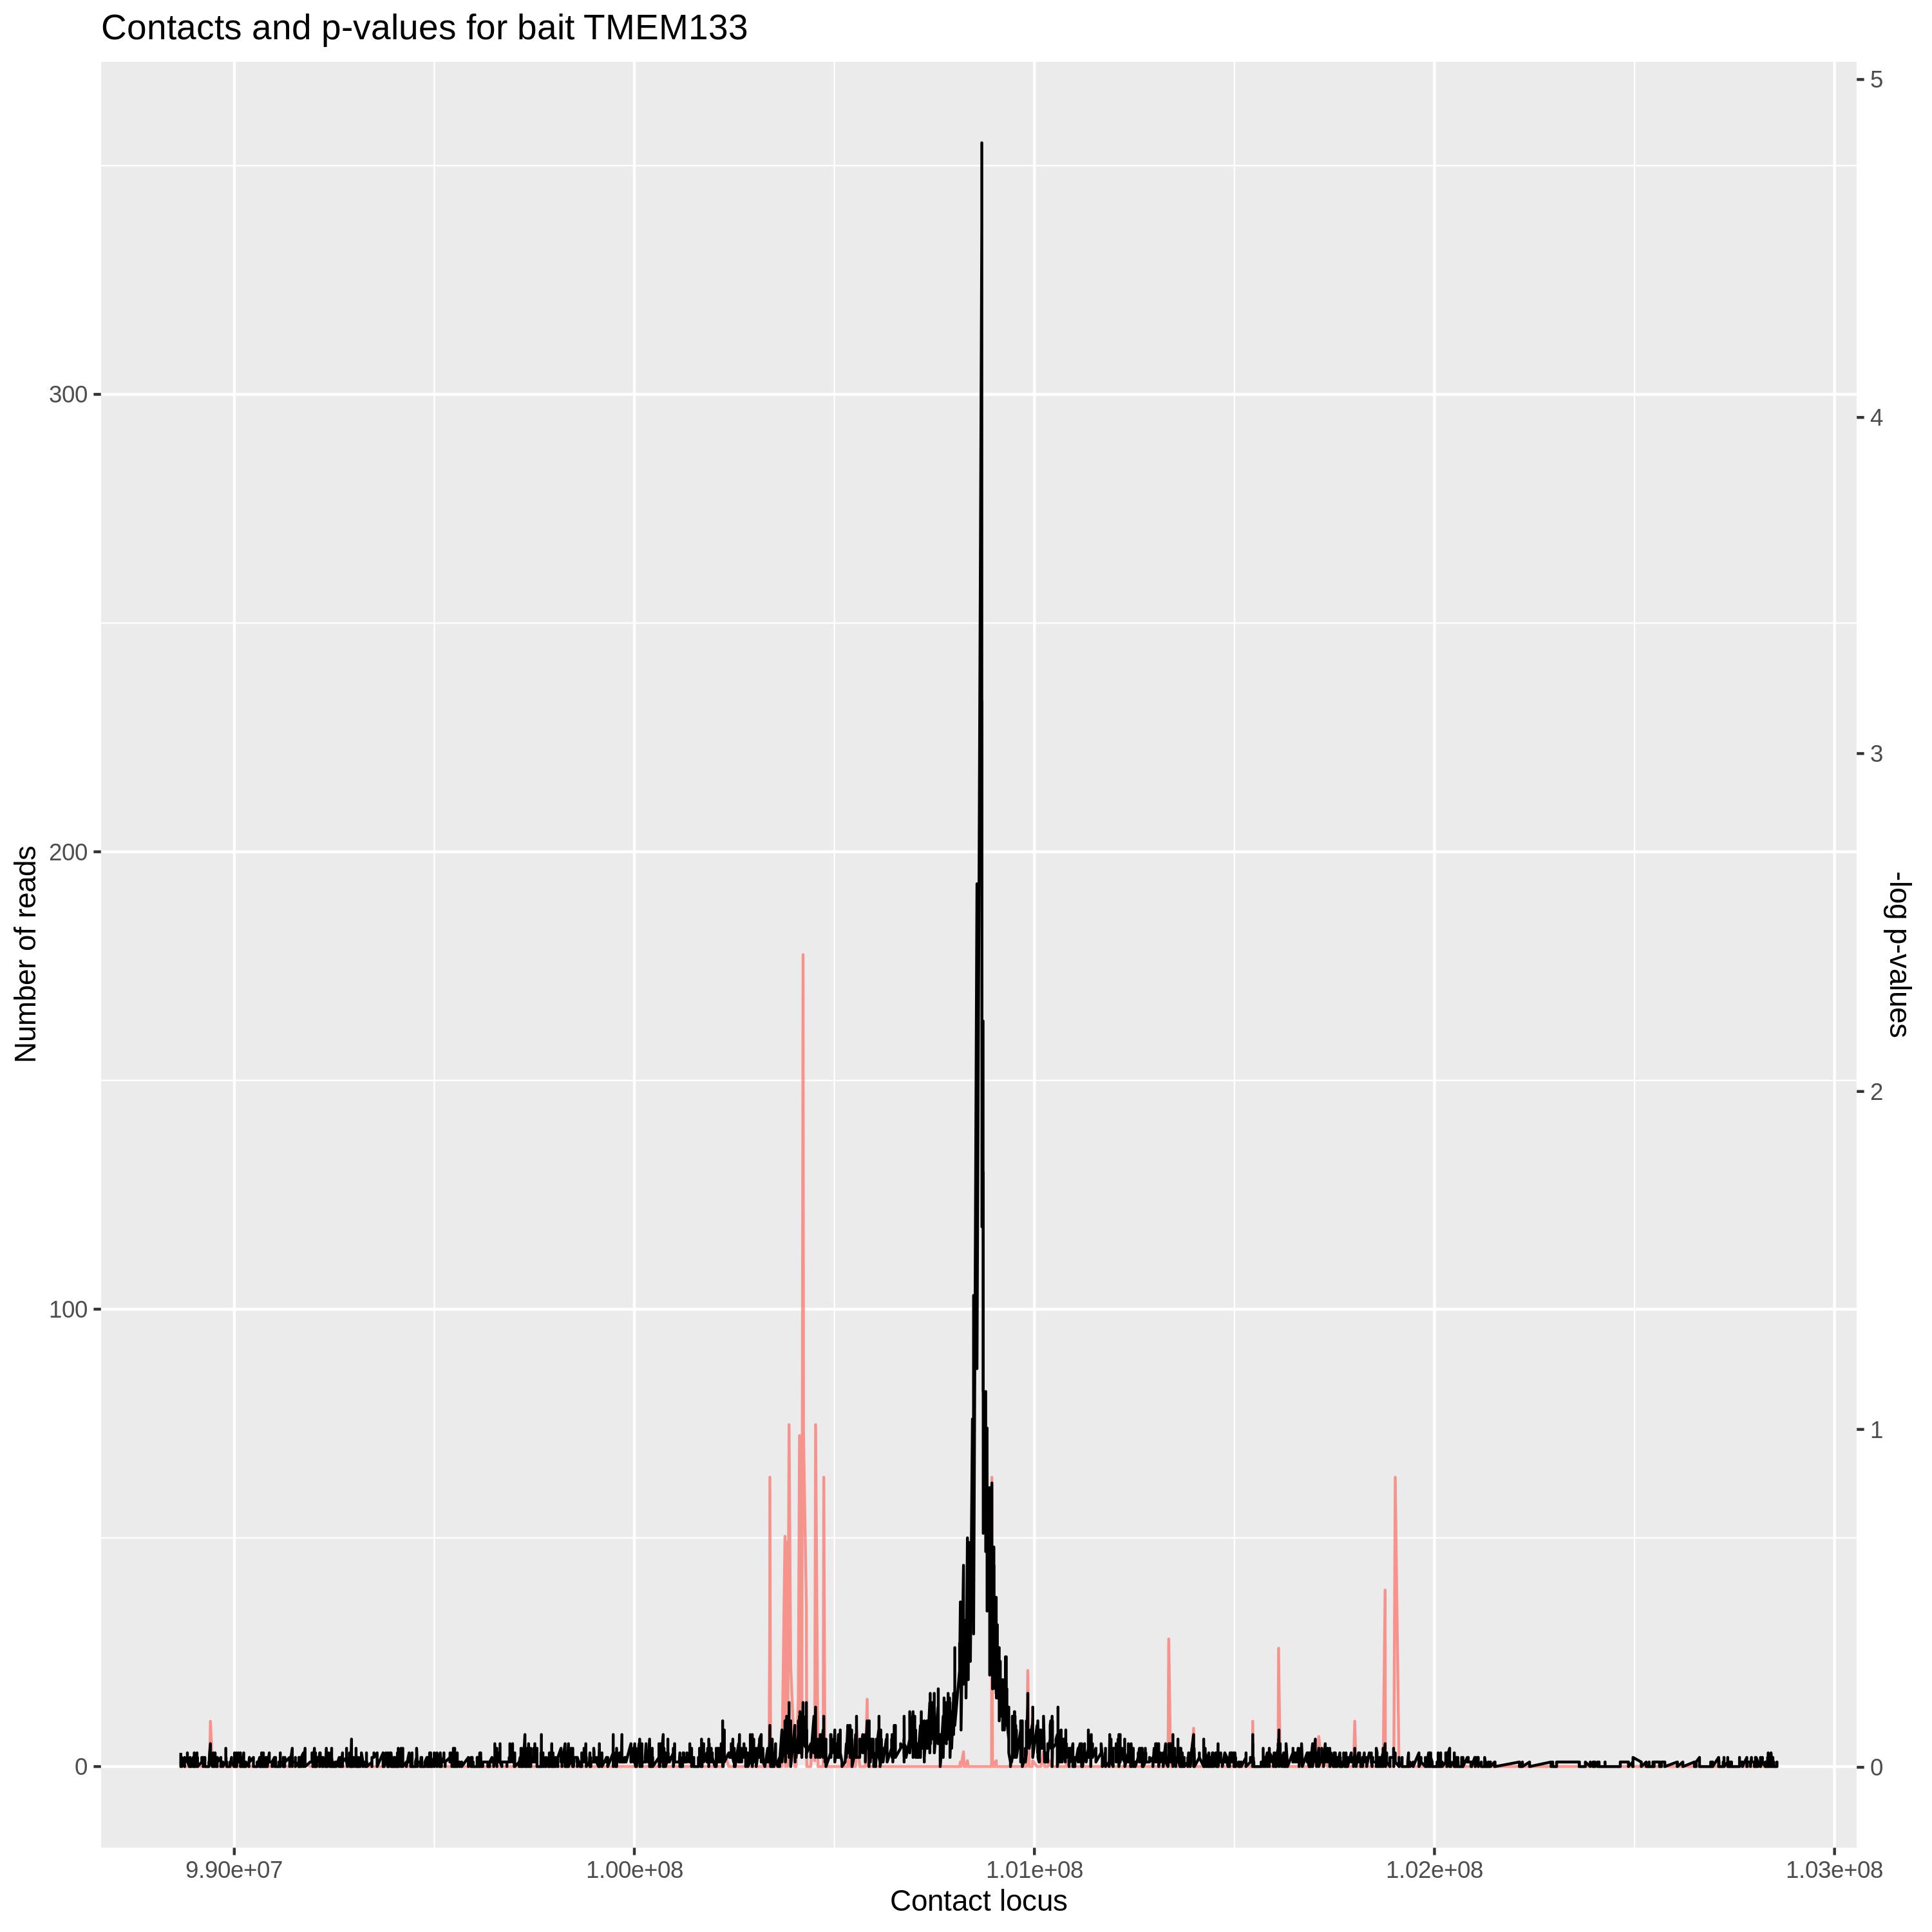 Contacts and p-values for bait TMEM133
Number of reads
300
200
100
0
5
4
3
2
1
0
-log p-values
9.90e+07
1.00e+08
1.01e+08
1.02e+08
1.03e+08
Contact locus